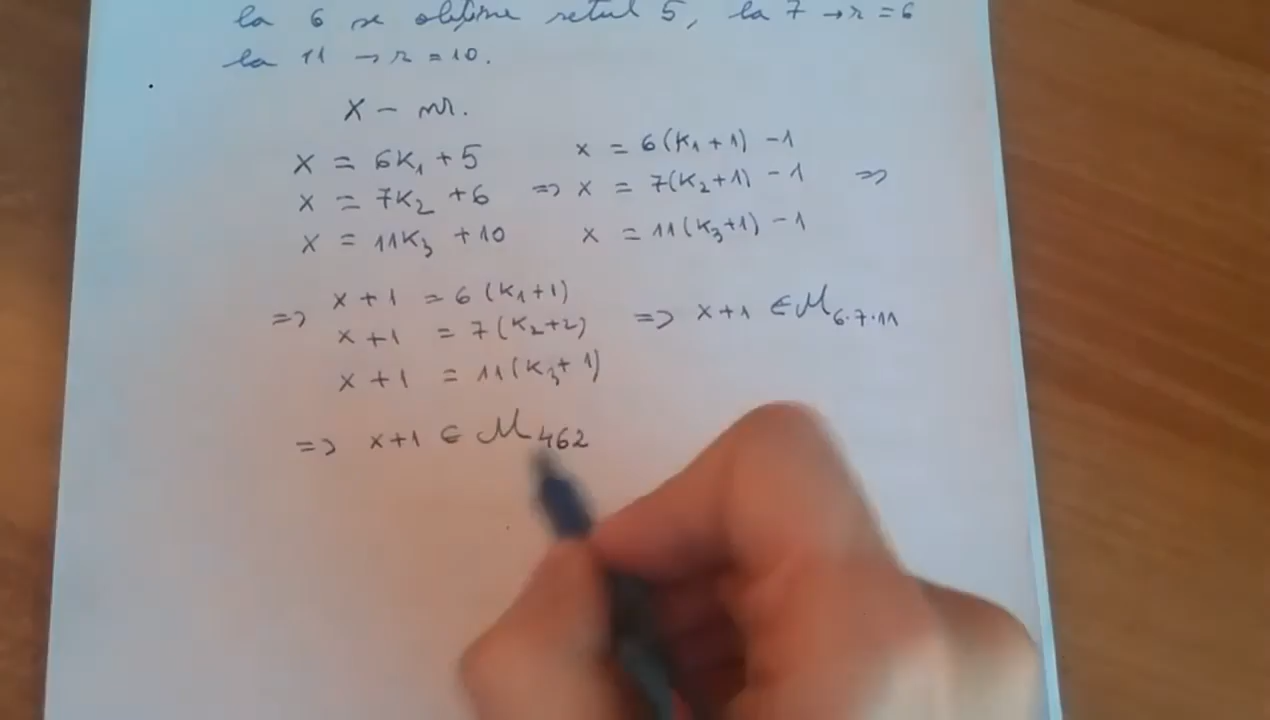 la 6 se obține restul 5, la 7 → r = 6
la 11 → r = 10.
x - nr.
x = 6K₁ + 5 x = 6(K₁ + 1) - 1
x = 7K₂ + 6 => x = 7(K₂ + 1) - 1 =>
x = 11K₃ + 10 x = 11(K₃ + 1) - 1
=> x + 1 = 6(K₁ + 1) => x + 1 ∈ M₆.₇.₁₁
x + 1 = 7(K₂ + 2)
x + 1 = 11(K₃ + 1)
=> x + 1 ∈ M₄₆₂